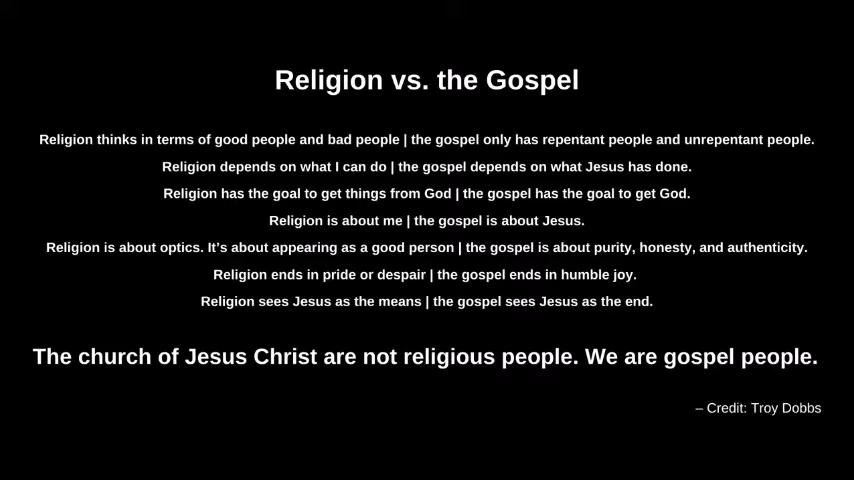 Religion vs. the Gospel
Religion thinks in terms of good people and bad people | the gospel only has repentant people and unrepentant people.
Religion depends on what I can do | the gospel depends on what Jesus has done.
Religion has the goal to get things from God | the gospel has the goal to get God.
Religion is about me | the gospel is about Jesus.
Religion is about optics. It’s about appearing as a good person | the gospel is about purity, honesty, and authenticity.
Religion ends in pride or despair | the gospel ends in humble joy.
Religion sees Jesus as the means | the gospel sees Jesus as the end.
The church of Jesus Christ are not religious people. We are gospel people.
– Credit: Troy Dobbs